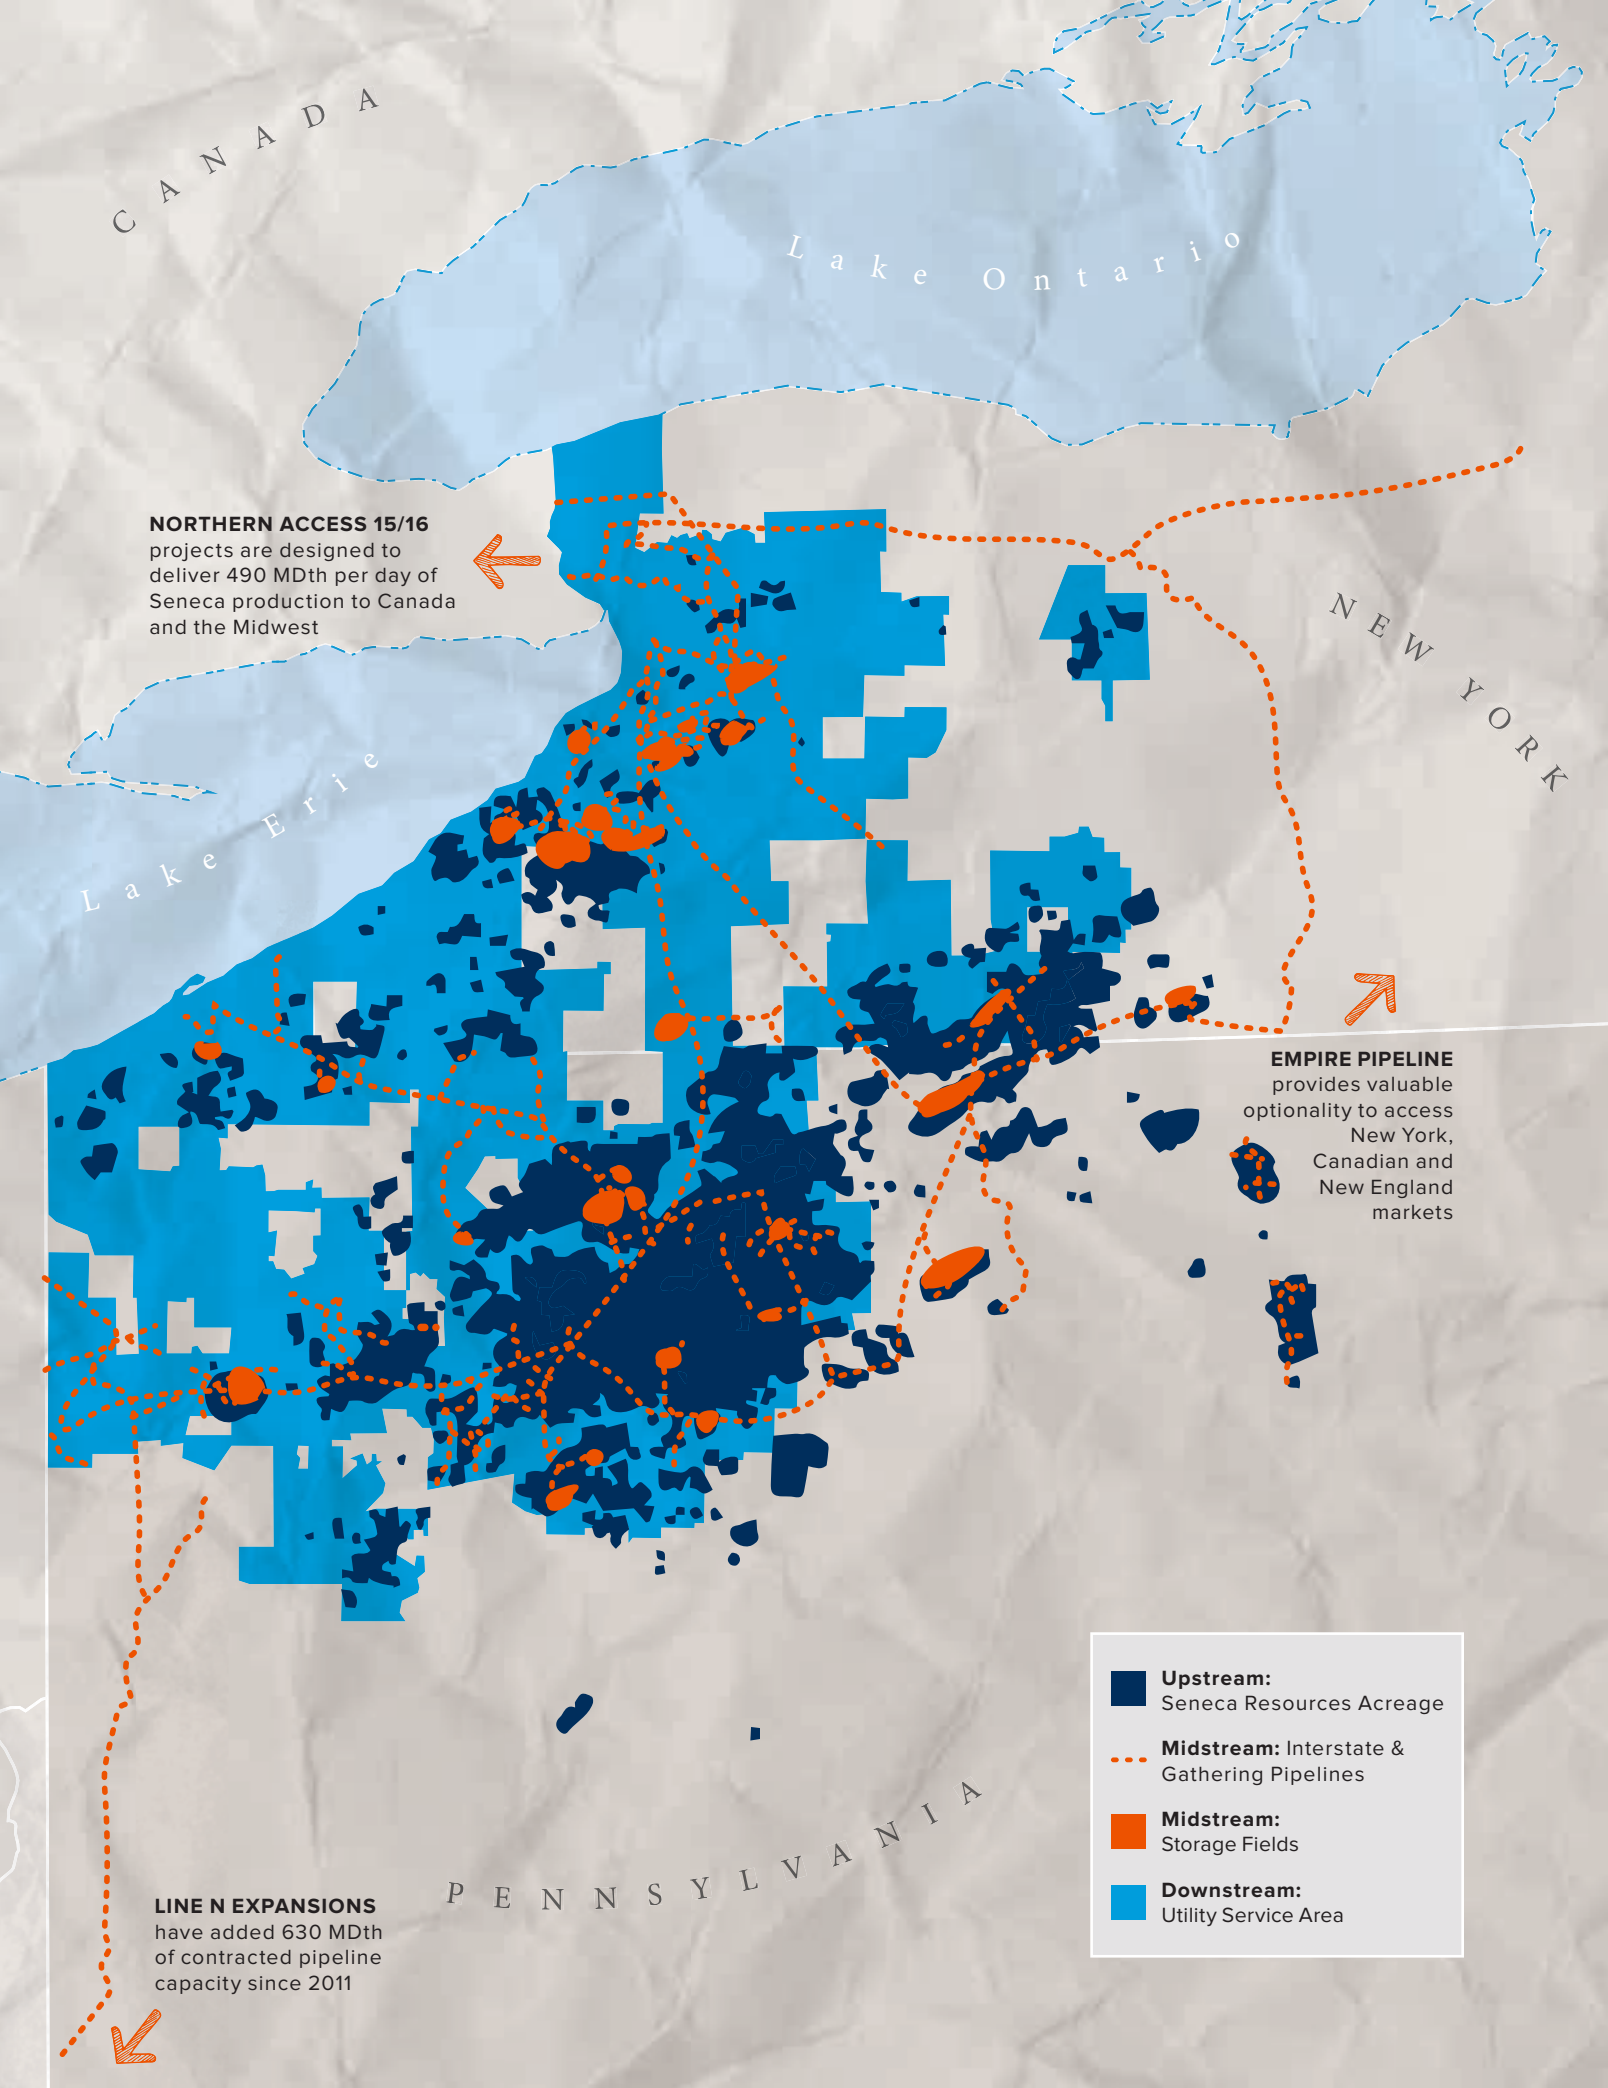 CANADA
Lake Ontario
NORTHERN ACCESS 15/16
projects are designed to
deliver 490 MDth per day of
Seneca production to Canada
and the Midwest
NEW YORK
Lake Erie
EMPIRE PIPELINE
provides valuable
optionality to access
New York,
Canadian and
New England
markets
Upstream:
Seneca Resources Acreage
Midstream: Interstate &
Gathering Pipelines
Midstream:
Storage Fields
Downstream:
Utility Service Area
PENNSYLVANIA
LINE N EXPANSIONS
have added 630 MDth
of contracted pipeline
capacity since 2011